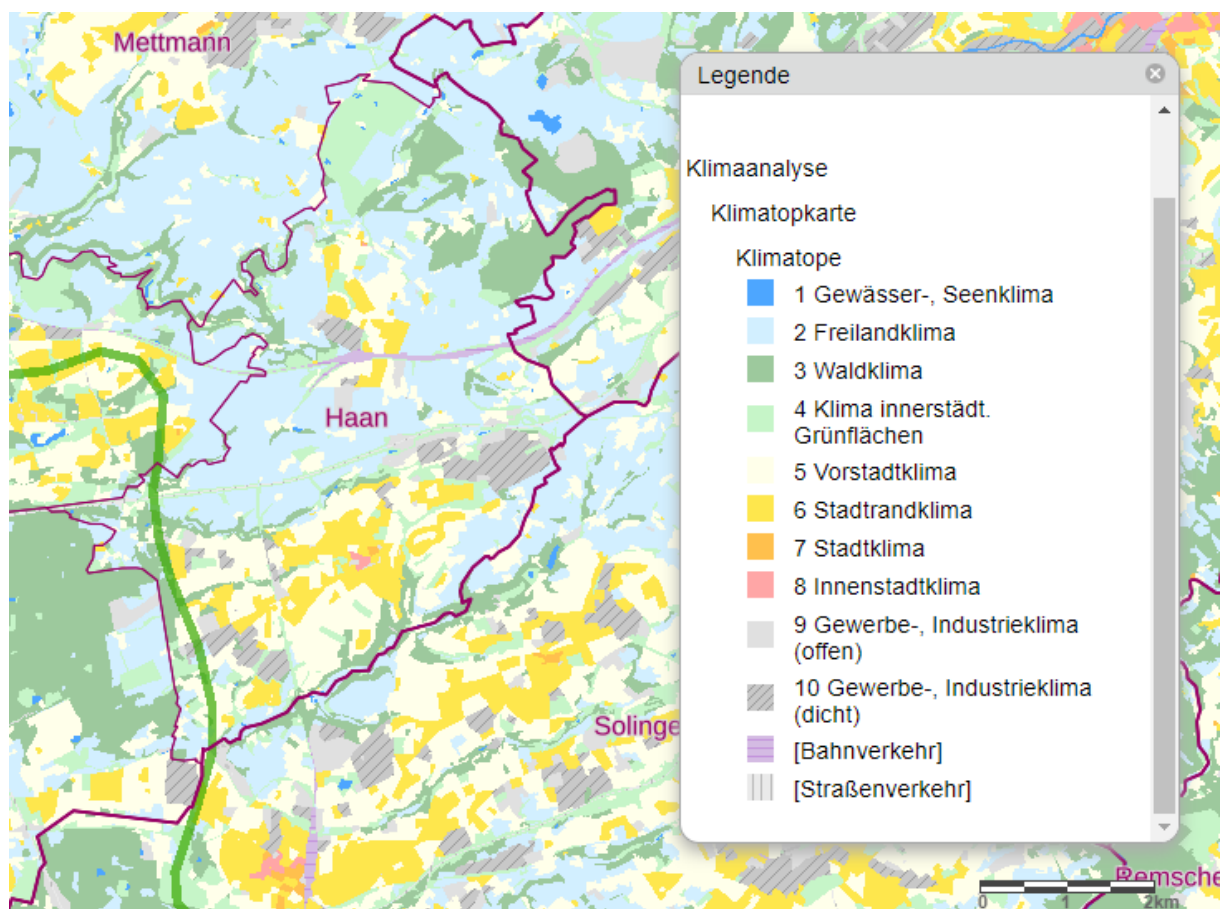 Mettmann
Legende
Klimaanalyse
Klimatopkarte
Klimatope
1 Gewässer-, Seenklima
2 Freilandklima
3 Waldklima
4 Klima innerstädt.
Grünflächen
5 Vorstadtklima
6 Stadtrandklima
7 Stadtklima
8 Innenstadtklima
9 Gewerbe-, Industrieklima
(offen)
10 Gewerbe-, Industrieklima
(dicht)
[Bahnverkehr]
[Straßenverkehr]
Haan
Solinge
Remsche
0 1 2km